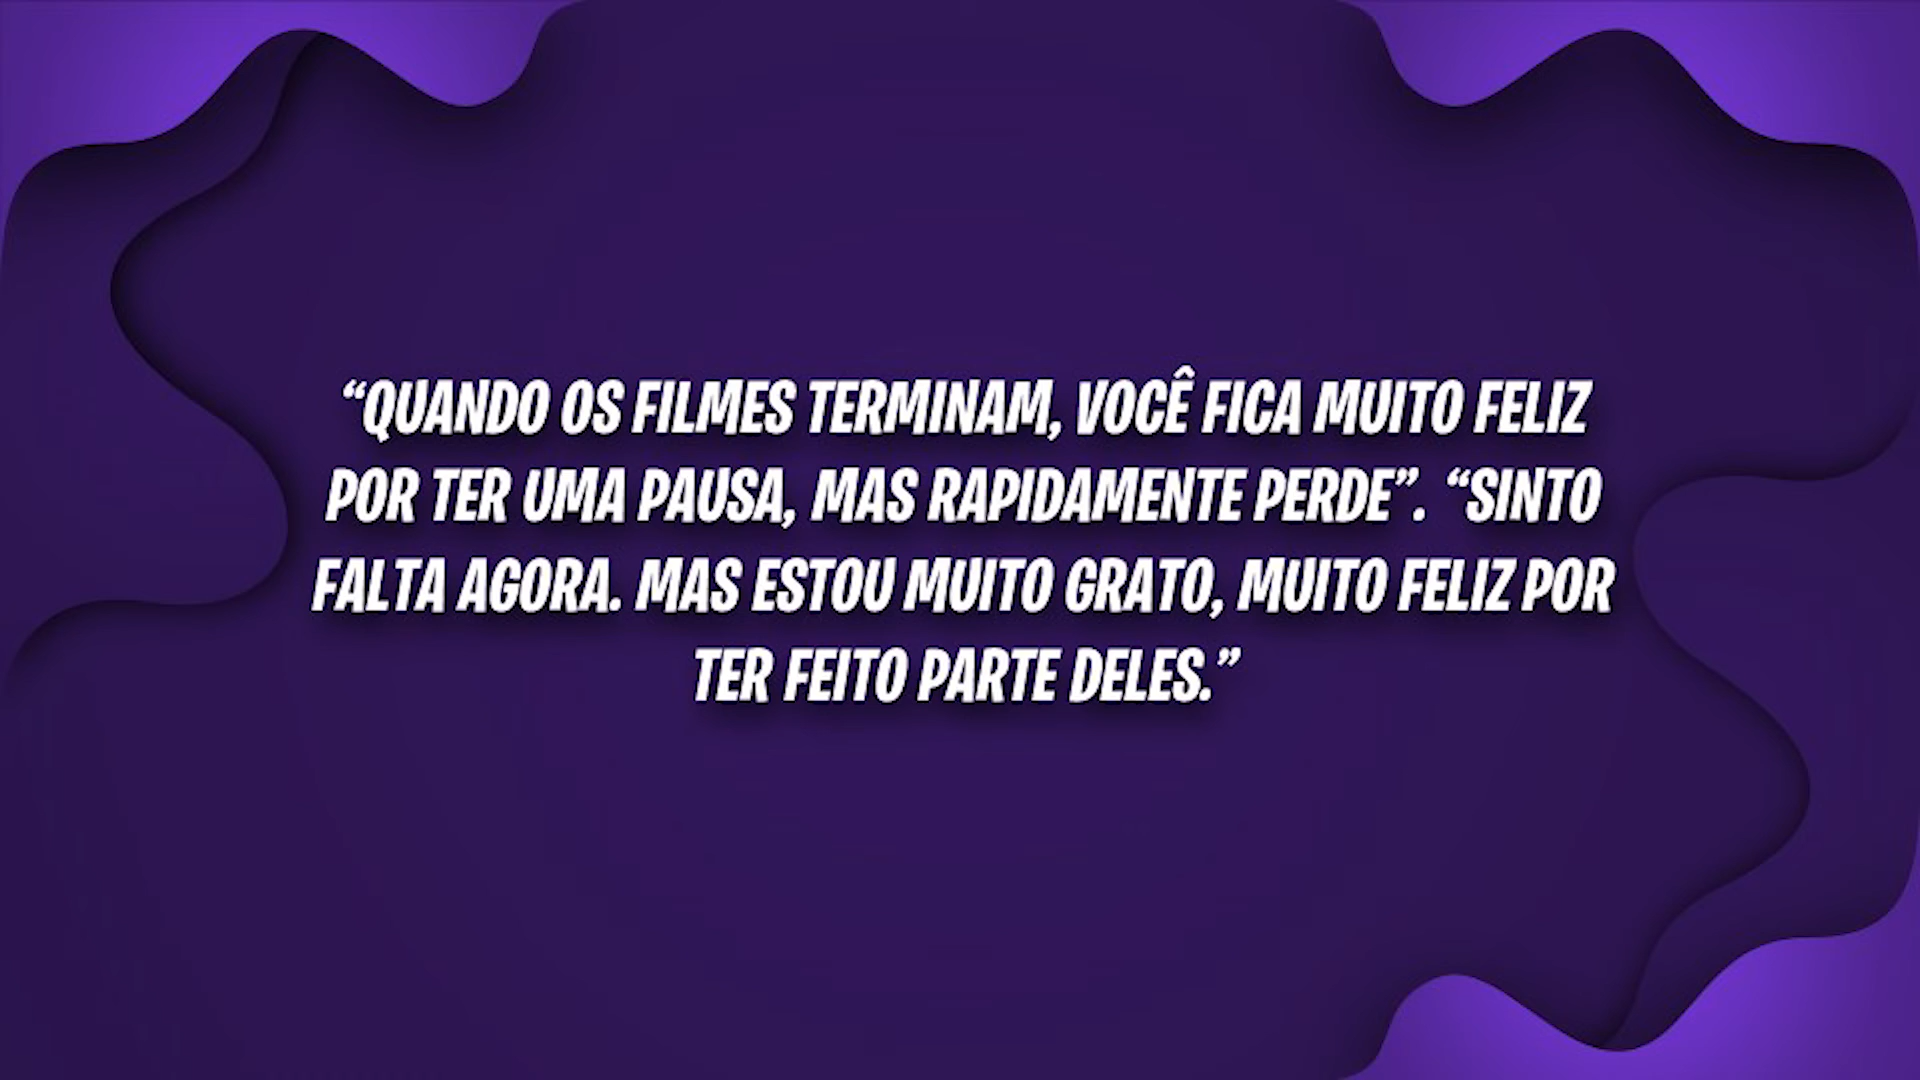 “QUANDO OS FILMES TERMINAM, VOCÊ FICA MUITO FELIZ
POR TER UMA PAUSA, MAS RAPIDAMENTE PERDE”. “SINTO
FALTA AGORA. MAS ESTOU MUITO GRATO, MUITO FELIZ POR
TER FEITO PARTE DELES.”